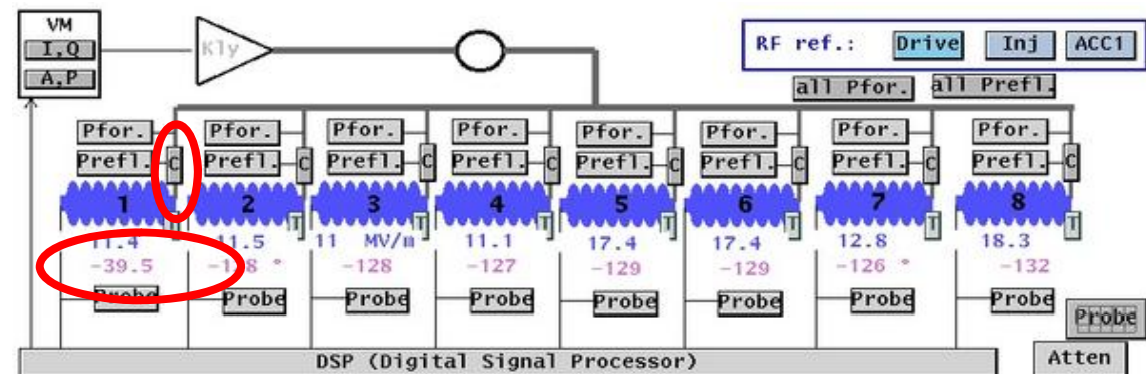 VM
I,Q
A,P
Kly
RF ref.: Drive Inj ACC1
all Pfor. all Prefl.
Pfor. Pfor. Pfor. Pfor. Pfor. Pfor. Pfor. Pfor.
Prefl. C Prefl. C Prefl. C Prefl. C Prefl. C Prefl. C Prefl. C Prefl. C
1 2 3 4 5 6 7 8
T T T T T T T T
11.4 11.5 11 MV/m 11.1 17.4 17.4 12.8 18.3
-39.5 -128 ° -128 -127 -129 -129 -126 ° -132
Probe Probe Probe Probe Probe Probe Probe Probe
Probe
DSP (Digital Signal Processor)
Atten